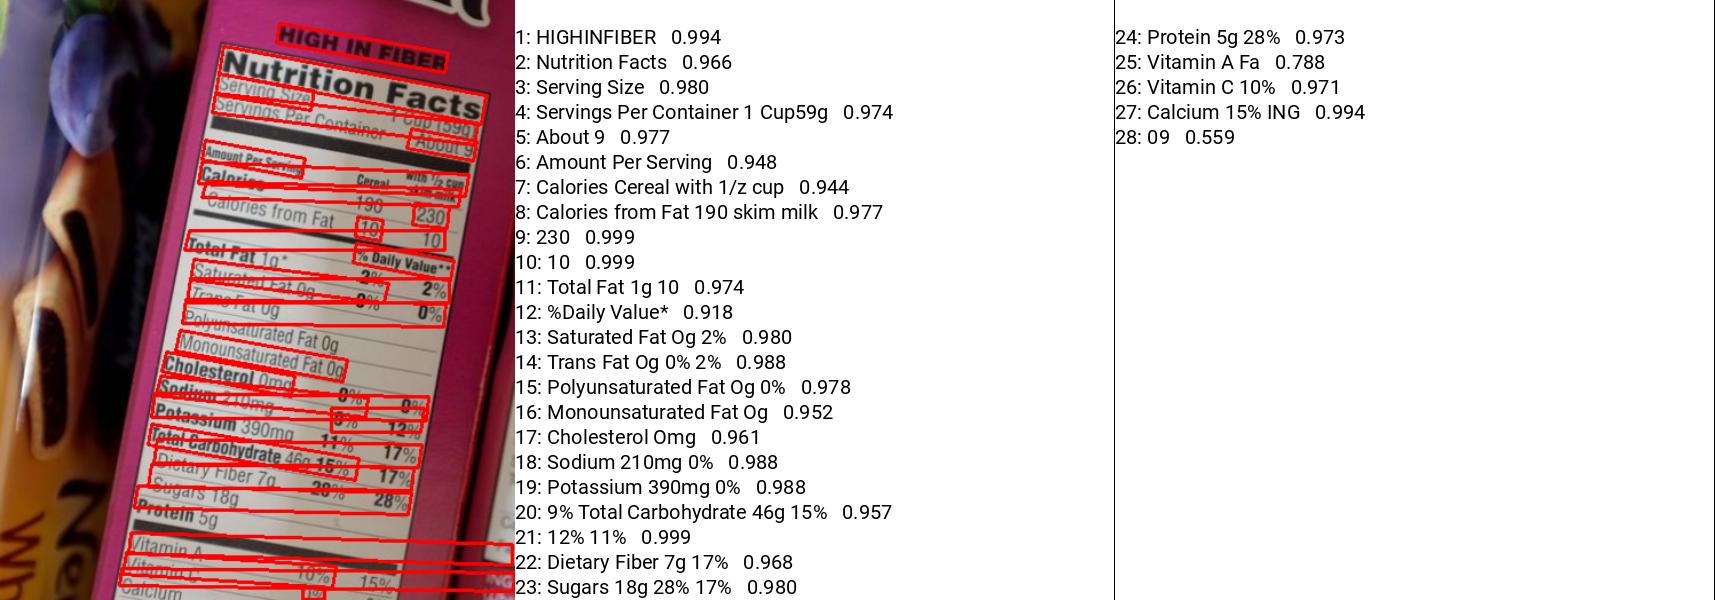 HIGH IN FIBER
Nutrition Facts
Serving Size 1 Cup (59g)
Servings Per Container About 9
Amount Per Serving Cereal with 1/2 cup skim milk
Calories 190 230
Calories from Fat 10 10
% Daily Value**
Total Fat 1g* 2% 2%
Saturated Fat 0g 0% 0%
Trans Fat 0g
Polyunsaturated Fat 0g
Monounsaturated Fat 0g
Cholesterol 0mg 0% 0%
Sodium 210mg 9% 12%
Potassium 390mg 11% 17%
Total Carbohydrate 46g 15% 17%
Dietary Fiber 7g 28% 28%
Sugars 18g
Protein 5g
Vitamin A 10% 15%
Vitamin C
Calcium
1: HIGHINFIBER 0.994
2: Nutrition Facts 0.966
3: Serving Size 0.980
4: Servings Per Container 1 Cup59g 0.974
5: About 9 0.977
6: Amount Per Serving 0.948
7: Calories Cereal with 1/z cup 0.944
8: Calories from Fat 190 skim milk 0.977
9: 230 0.999
10: 10 0.999
11: Total Fat 1g 10 0.974
12: %Daily Value* 0.918
13: Saturated Fat Og 2% 0.980
14: Trans Fat Og 0% 2% 0.988
15: Polyunsaturated Fat Og 0% 0.978
16: Monounsaturated Fat Og 0.952
17: Cholesterol Omg 0.961
18: Sodium 210mg 0% 0.988
19: Potassium 390mg 0% 0.988
20: 9% Total Carbohydrate 46g 15% 0.957
21: 12% 11% 0.999
22: Dietary Fiber 7g 17% 0.968
23: Sugars 18g 28% 17% 0.980
24: Protein 5g 28% 0.973
25: Vitamin A Fa 0.788
26: Vitamin C 10% 0.971
27: Calcium 15% ING 0.994
28: 09 0.559